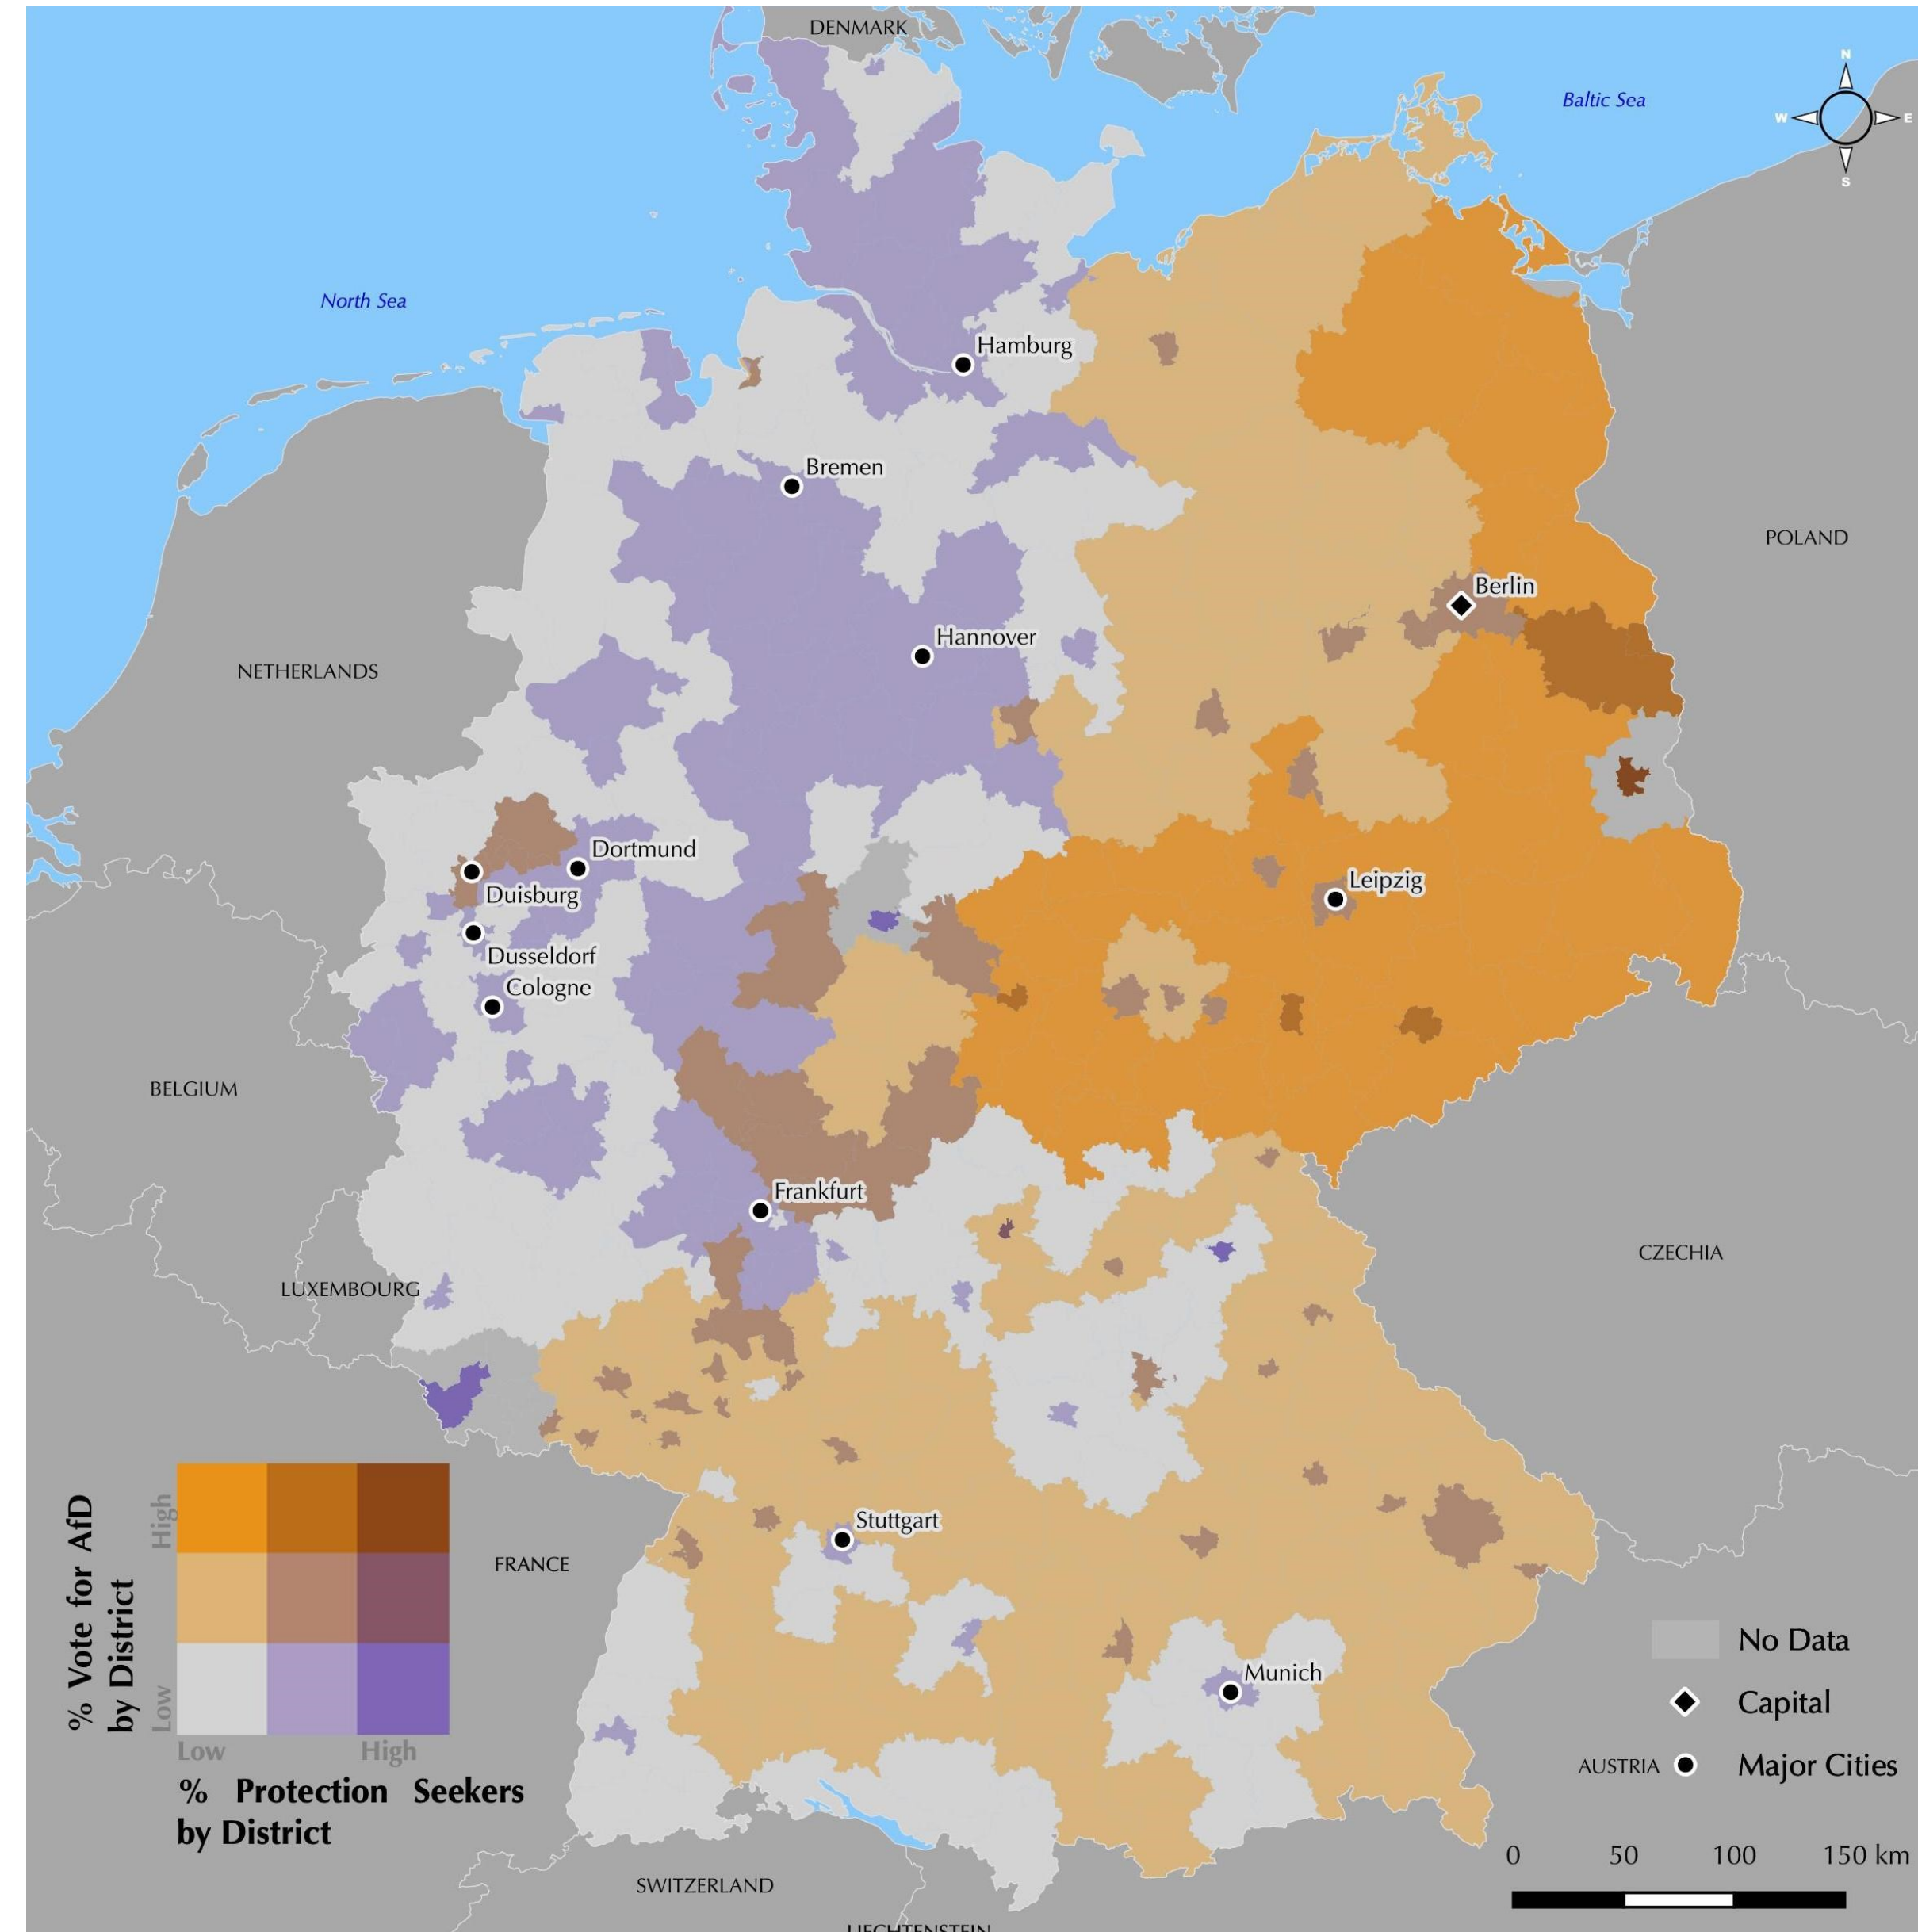 DENMARK
N
Baltic Sea
W
E
S
North Sea
Hamburg
Bremen
POLAND
Berlin
Hannover
NETHERLANDS
Dortmund
Leipzig
Duisburg
Dusseldorf
Cologne
BELGIUM
Frankfurt
CZECHIA
LUXEMBOURG
Stuttgart
FRANCE
Munich
% Vote for AfD
by District
High
Low
Low
High
% Protection Seekers
by District
No Data
Capital
AUSTRIA
Major Cities
0
50
100
150 km
SWITZERLAND
LIECHTENSTEIN